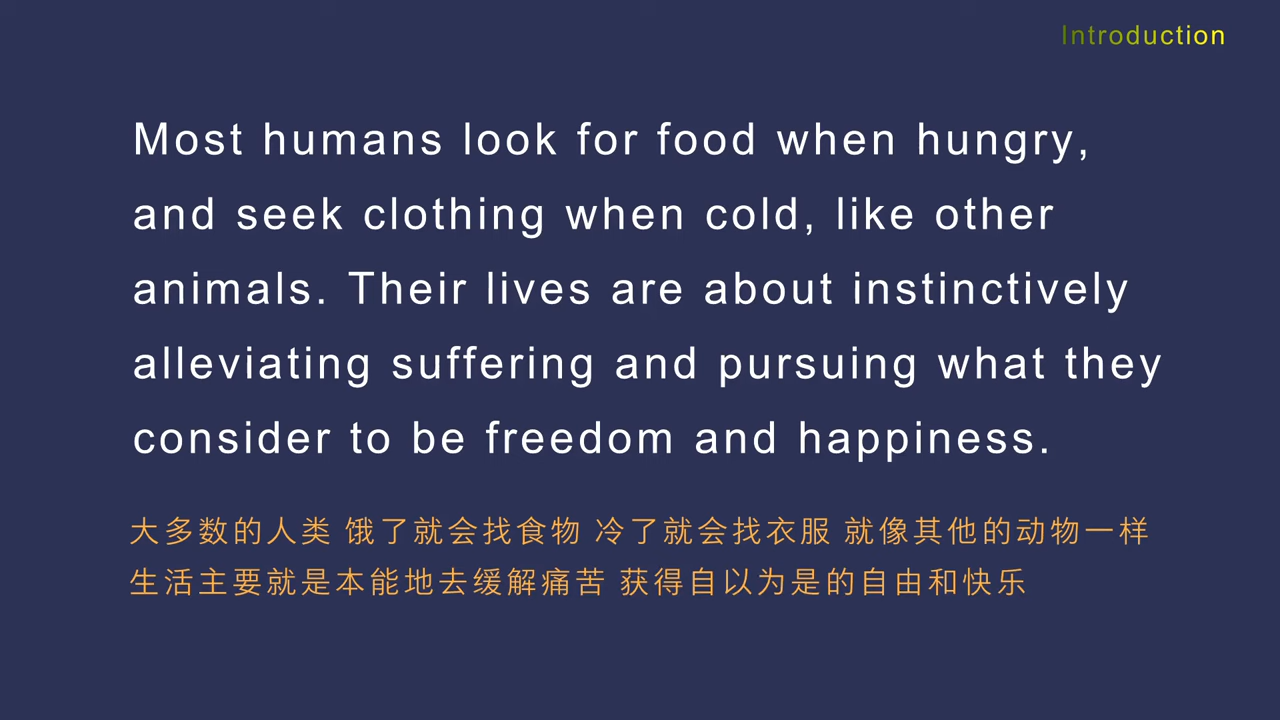 Introduction
Most humans look for food when hungry,
and seek clothing when cold, like other
animals. Their lives are about instinctively
alleviating suffering and pursuing what they
consider to be freedom and happiness.
大多数的人类 饿了就会找食物 冷了就会找衣服 就像其他的动物一样
生活主要就是本能地去缓解痛苦 获得自以为是的自由和快乐